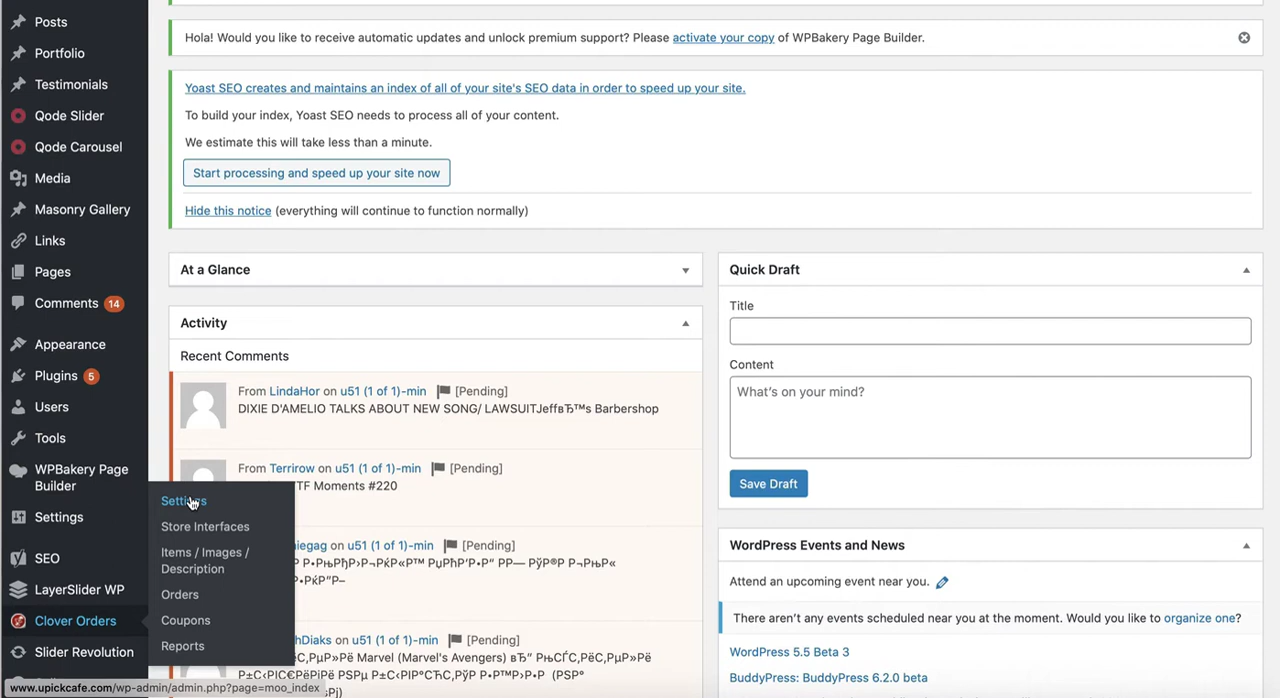 Posts
Portfolio
Testimonials
Qode Slider
Qode Carousel
Media
Masonry Gallery
Links
Pages
Comments 14
Appearance
Plugins 5
Users
Tools
WPBakery Page
Builder
Settings
SEO
LayerSlider WP
Clover Orders
Slider Revolution
Settings
Store Interfaces
Items / Images /
Description
Orders
Coupons
Reports
www.upickcafe.com/wp-admin/admin.php?page=moo_index
Hola! Would you like to receive automatic updates and unlock premium support? Please activate your copy of WPBakery Page Builder.
Yoast SEO creates and maintains an index of all of your site's SEO data in order to speed up your site.
To build your index, Yoast SEO needs to process all of your content.
We estimate this will take less than a minute.
Start processing and speed up your site now
Hide this notice (everything will continue to function normally)
At a Glance
Activity
Recent Comments
From LindaHor on u51 (1 of 1)-min [Pending]
DIXIE D'AMELIO TALKS ABOUT NEW SONG/ LAWSUITJeffвЂ™s Barbershop
From Terrirow on u51 (1 of 1)-min [Pending]
TF Moments #220
iegag on u51 (1 of 1)-min [Pending]
hDiaks on u51 (1 of 1)-min [Pending]
Marvel (Marvel's Avengers)
Quick Draft
Title
Content
What's on your mind?
Save Draft
WordPress Events and News
Attend an upcoming event near you.
There aren't any events scheduled near you at the moment. Would you like to organize one?
WordPress 5.5 Beta 3
BuddyPress: BuddyPress 6.2.0 beta